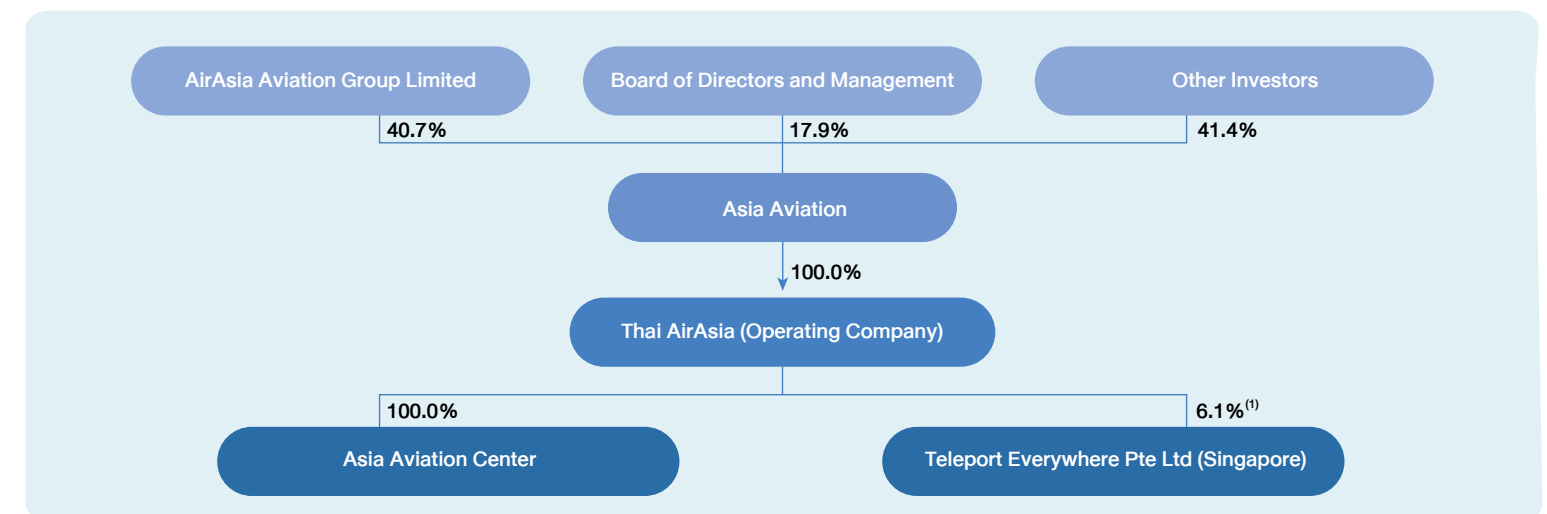 AirAsia Aviation Group Limited
Board of Directors and Management
Other Investors
40.7%
17.9%
41.4%
Asia Aviation
100.0%
Thai AirAsia (Operating Company)
100.0%
6.1%(1)
Asia Aviation Center
Teleport Everywhere Pte Ltd (Singapore)